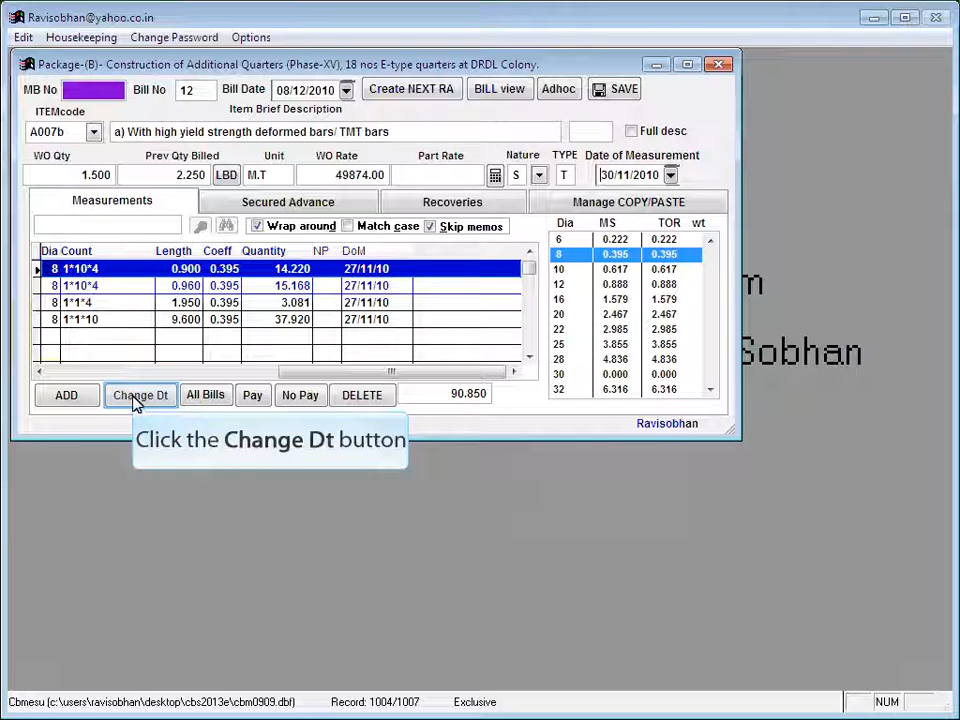 Ravisobhan@yahoo.co.in
Edit Housekeeping Change Password Options
Package-(B)- Construction of Additional Quarters (Phase-XV), 18 nos E-type quarters at DRDL Colony.
MB No Bill No 12 Bill Date 08/12/2010 Create NEXT RA BILL view Adhoc SAVE
ITEMcode Item Brief Description
A007b a) With high yield strength deformed bars/ TMT bars Full desc
WO Qty Prev Qty Billed Unit WO Rate Part Rate Nature TYPE Date of Measurement
1.500 2.250 LBD M.T 49874.00 S T 30/11/2010
Measurements Secured Advance Recoveries Manage COPY/PASTE
Wrap around Match case Skip memos
Dia Count Length Coeff Quantity NP DoM
8 1*10*4 0.900 0.395 14.220 27/11/10
8 1*10*4 0.960 0.395 15.168 27/11/10
8 1*1*4 1.950 0.395 3.081 27/11/10
8 1*1*10 9.600 0.395 37.920 27/11/10
Dia MS TOR wt
6 0.222 0.222
8 0.395 0.395
10 0.617 0.617
12 0.888 0.888
16 1.579 1.579
20 2.467 2.467
22 2.985 2.985
25 3.855 3.855
28 4.836 4.836
30 0.000 0.000
32 6.316 6.316
ADD Change Dt All Bills Pay No Pay DELETE 90.850
Ravisobhan
Click the Change Dt button
m
Sobhan
Cbmesu (c:\users\ravisobhan\desktop\cbs2013e\cbm0909.dbf) Record: 1004/1007 Exclusive NUM